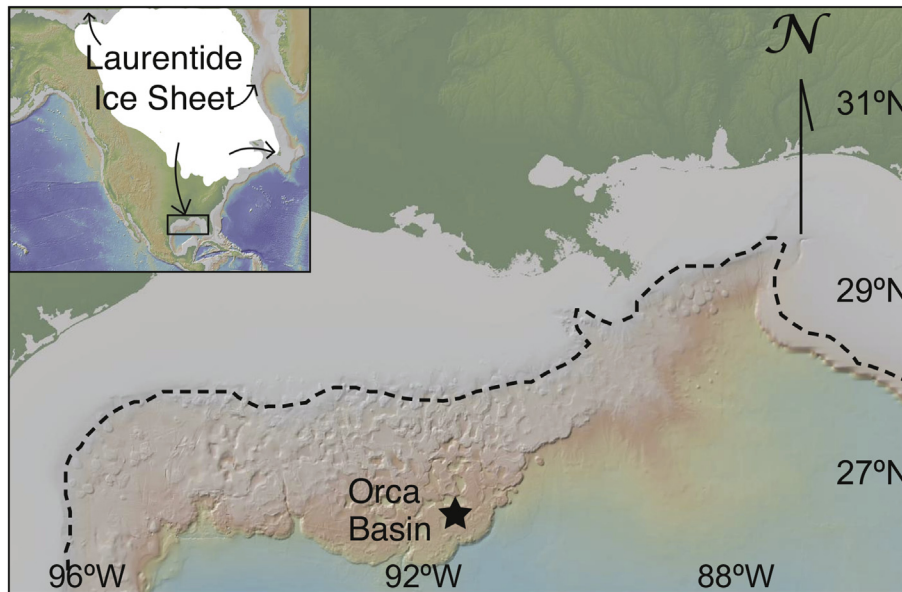 Laurentide
Ice Sheet
N
31ºN
29ºN
27ºN
Orca
Basin
96ºW
92ºW
88ºW